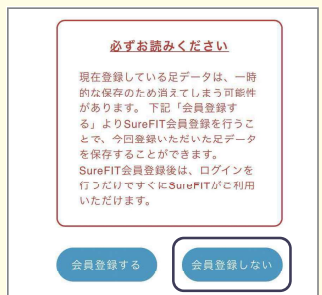 必ずお読みください
現在登録している足データは、一時
的な保存のため消えてしまう可能性
があります。 下記「会員登録す
る」よりSureFIT会員登録を行うこ
とで、今回登録いただいた足データ
を保存することができます。
SureFIT会員登録後は、ログインを
行うだけですぐにSureFITがご利用
いただけます。
会員登録する 会員登録しない